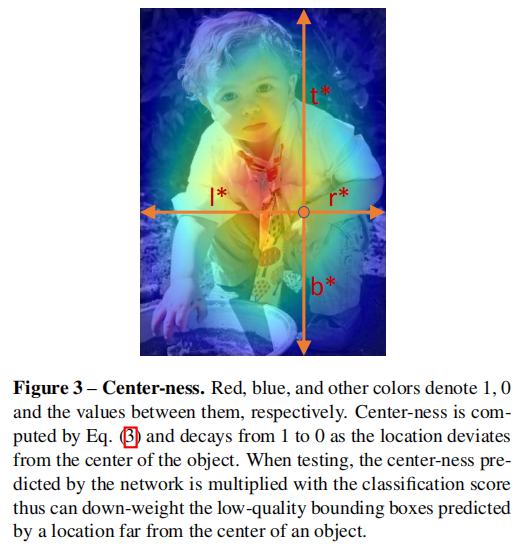 t*
l*
r*
b*
Figure 3 – Center-ness. Red, blue, and other colors denote 1, 0
and the values between them, respectively. Center-ness is com-
puted by Eq. (3) and decays from 1 to 0 as the location deviates
from the center of the object. When testing, the center-ness pre-
dicted by the network is multiplied with the classification score
thus can down-weight the low-quality bounding boxes predicted
by a location far from the center of an object.